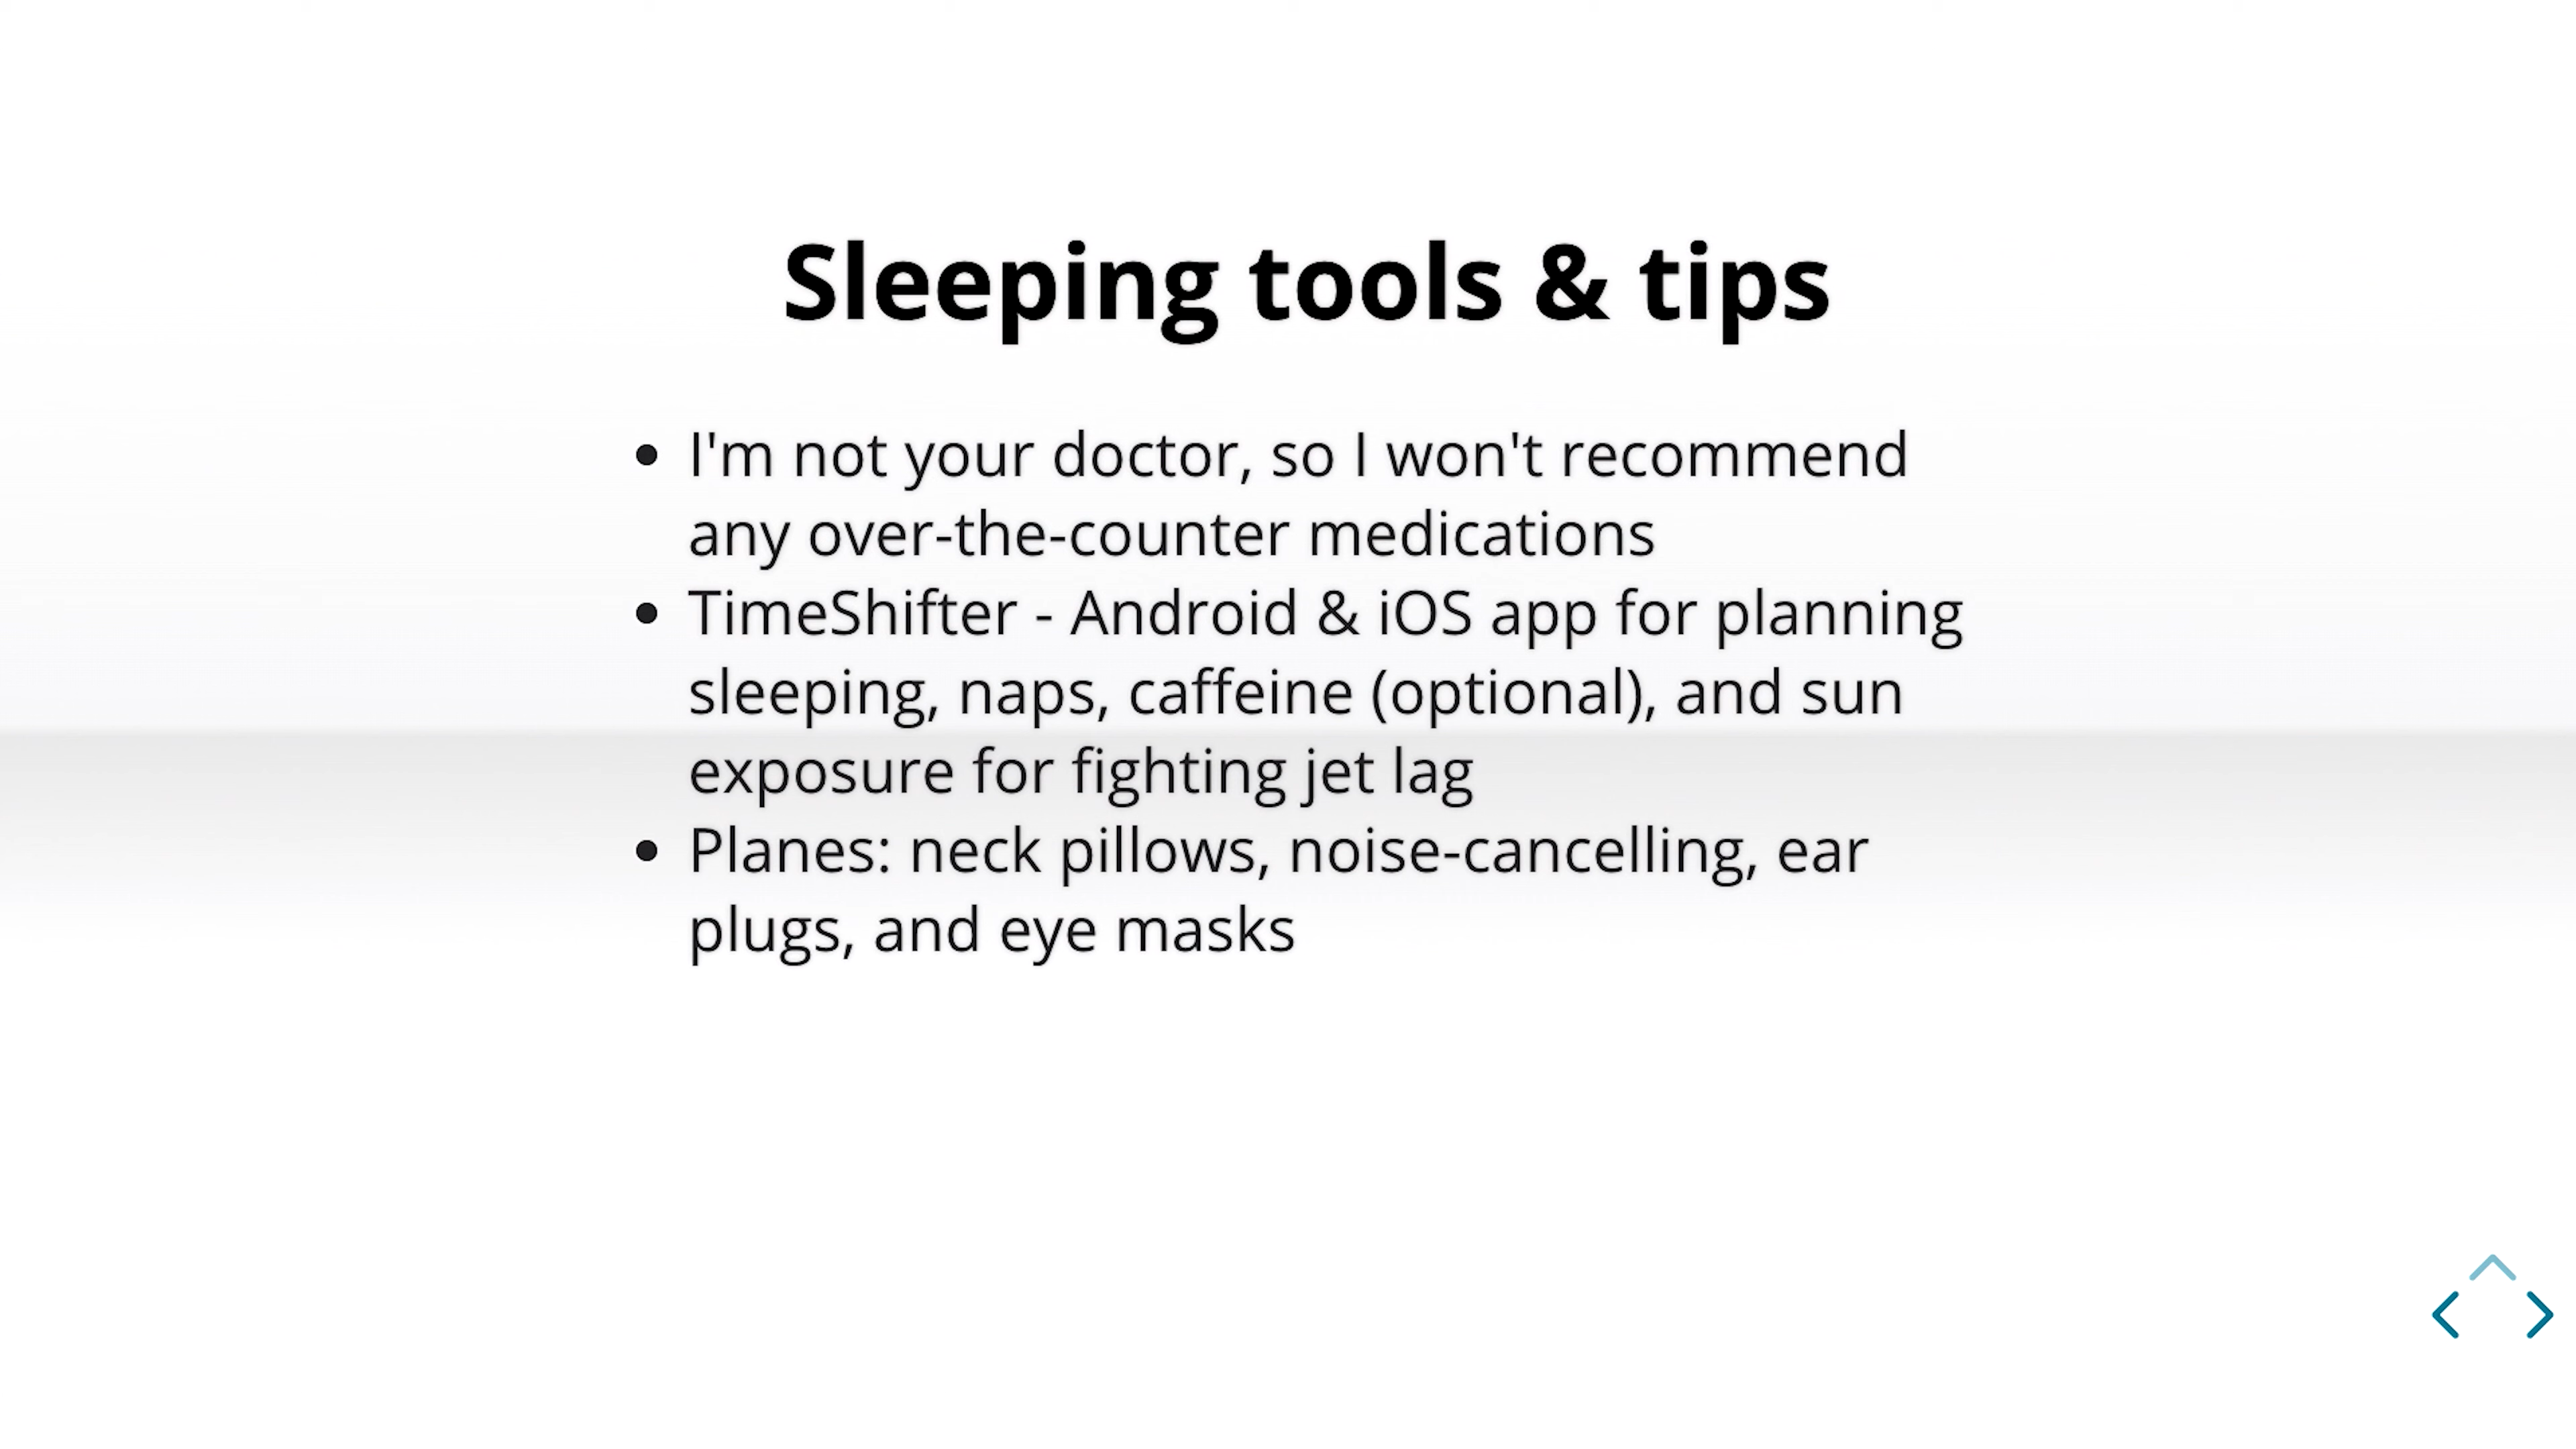 Sleeping tools & tips
• I'm not your doctor, so I won't recommend
any over-the-counter medications
• TimeShifter - Android & iOS app for planning
sleeping, naps, caffeine (optional), and sun
exposure for fighting jet lag
• Planes: neck pillows, noise-cancelling, ear
plugs, and eye masks